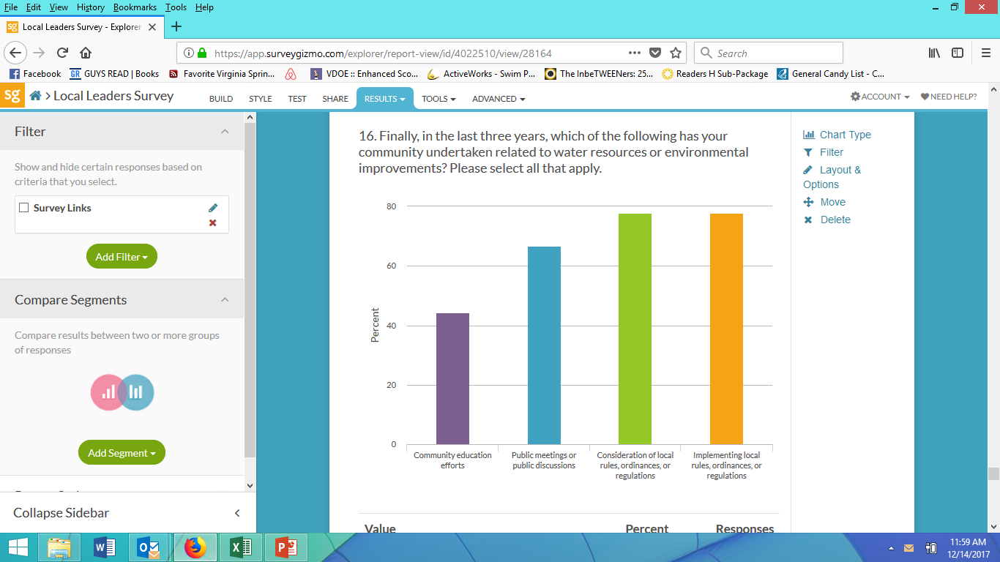 File Edit View History Bookmarks Tools Help
sg Local Leaders Survey - Explorer
https://app.surveygizmo.com/explorer/report-view/id/4022510/view/28164
Search
Facebook GR GUYS READ | Books Favorite Virginia Sprin... VDOE :: Enhanced Sco... ActiveWorks - Swim P... The InbeTWEENers: 25... Readers H Sub-Package General Candy List - C...
sg > Local Leaders Survey BUILD STYLE TEST SHARE RESULTS TOOLS ADVANCED ACCOUNT NEED HELP?
Filter
Show and hide certain responses based on
criteria that you select.
Survey Links
Add Filter
Compare Segments
Compare results between two or more groups
of responses
Add Segment
Collapse Sidebar
16. Finally, in the last three years, which of the following has your
community undertaken related to water resources or environmental
improvements? Please select all that apply.
80
60
40
20
0
Percent
Community education
efforts
Public meetings or
public discussions
Consideration of local
rules, ordinances, or
regulations
Implementing local
rules, ordinances, or
regulations
Value Percent Responses
Chart Type
Filter
Layout &
Options
Move
Delete
11:59 AM
12/14/2017